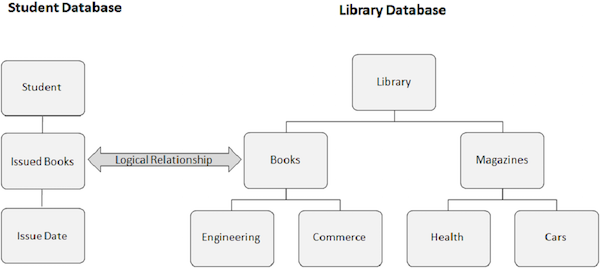 Student Database
Library Database
Student
Library
Issued Books
Logical Relationship
Books
Magazines
Issue Date
Engineering
Commerce
Health
Cars